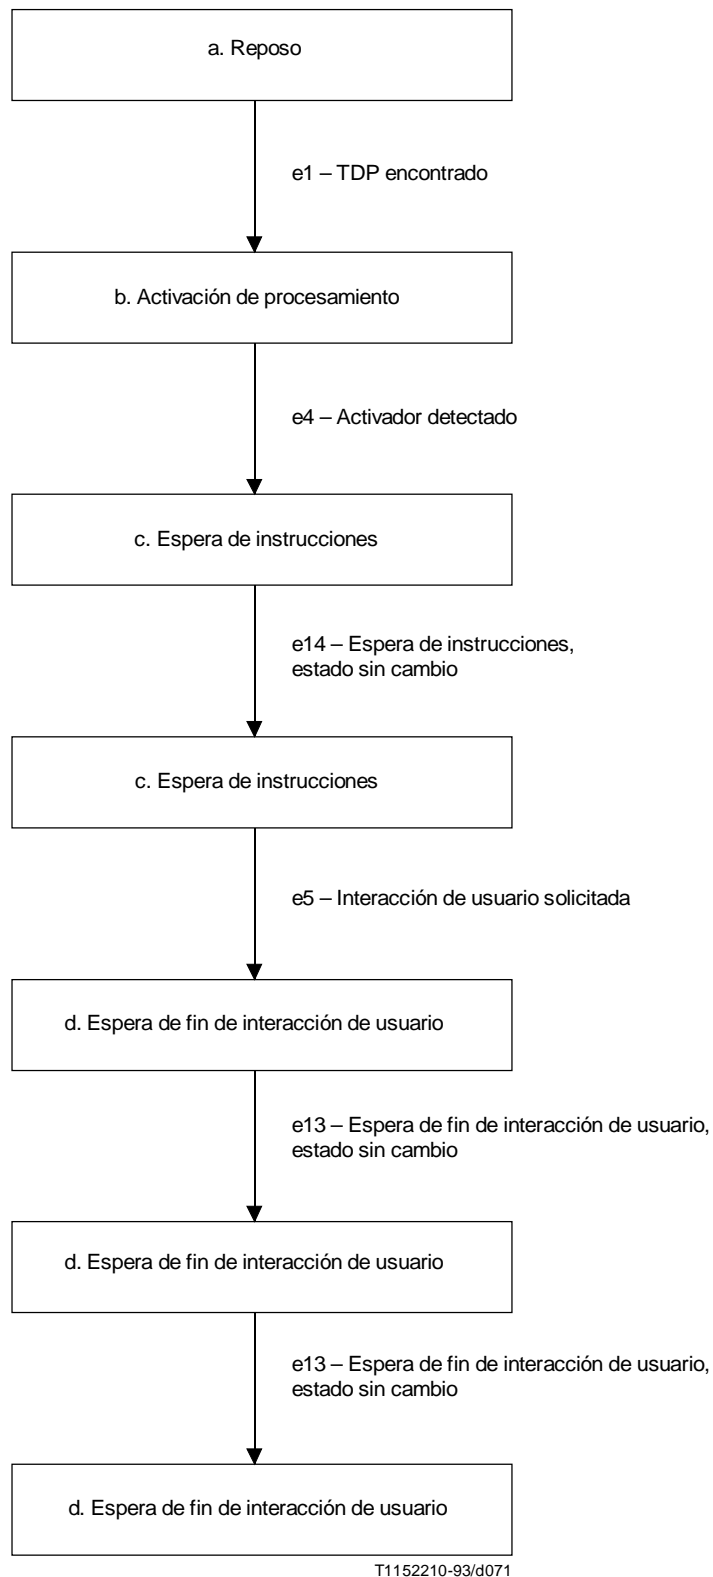 a. Reposo
e1 – TDP encontrado
b. Activación de procesamiento
e4 – Activador detectado
c. Espera de instrucciones
e14 – Espera de instrucciones,
estado sin cambio
c. Espera de instrucciones
e5 – Interacción de usuario solicitada
d. Espera de fin de interacción de usuario
e13 – Espera de fin de interacción de usuario,
estado sin cambio
d. Espera de fin de interacción de usuario
e13 – Espera de fin de interacción de usuario,
estado sin cambio
d. Espera de fin de interacción de usuario
T1152210-93/d071